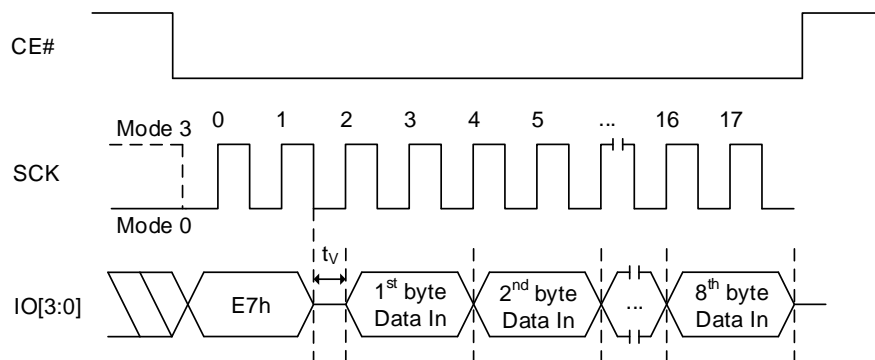 CE#
0 1 2 3 4 5 ... 16 17
Mode 3
SCK
Mode 0
tV
IO[3:0]
E7h
1st byte
Data In
2nd byte
Data In
...
8th byte
Data In